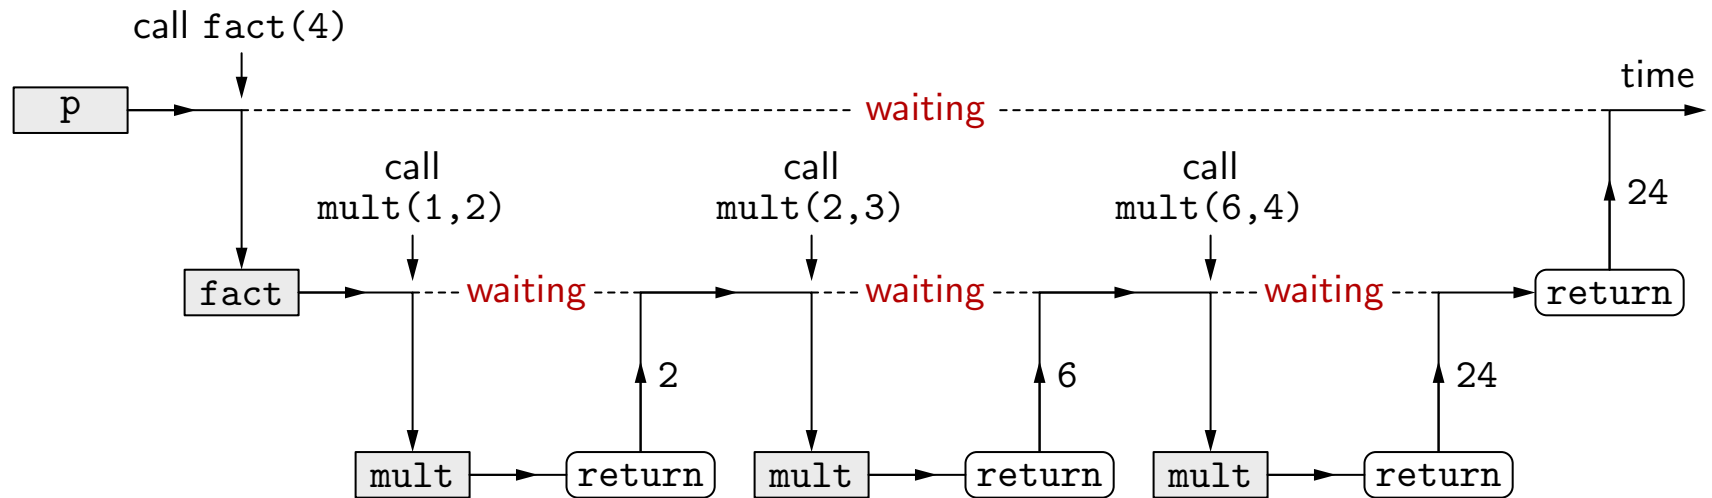 call fact(4)
time
p
waiting
call
mult(1,2)
call
mult(2,3)
call
mult(6,4)
24
fact
waiting
waiting
waiting
return
2
6
24
mult
return
mult
return
mult
return